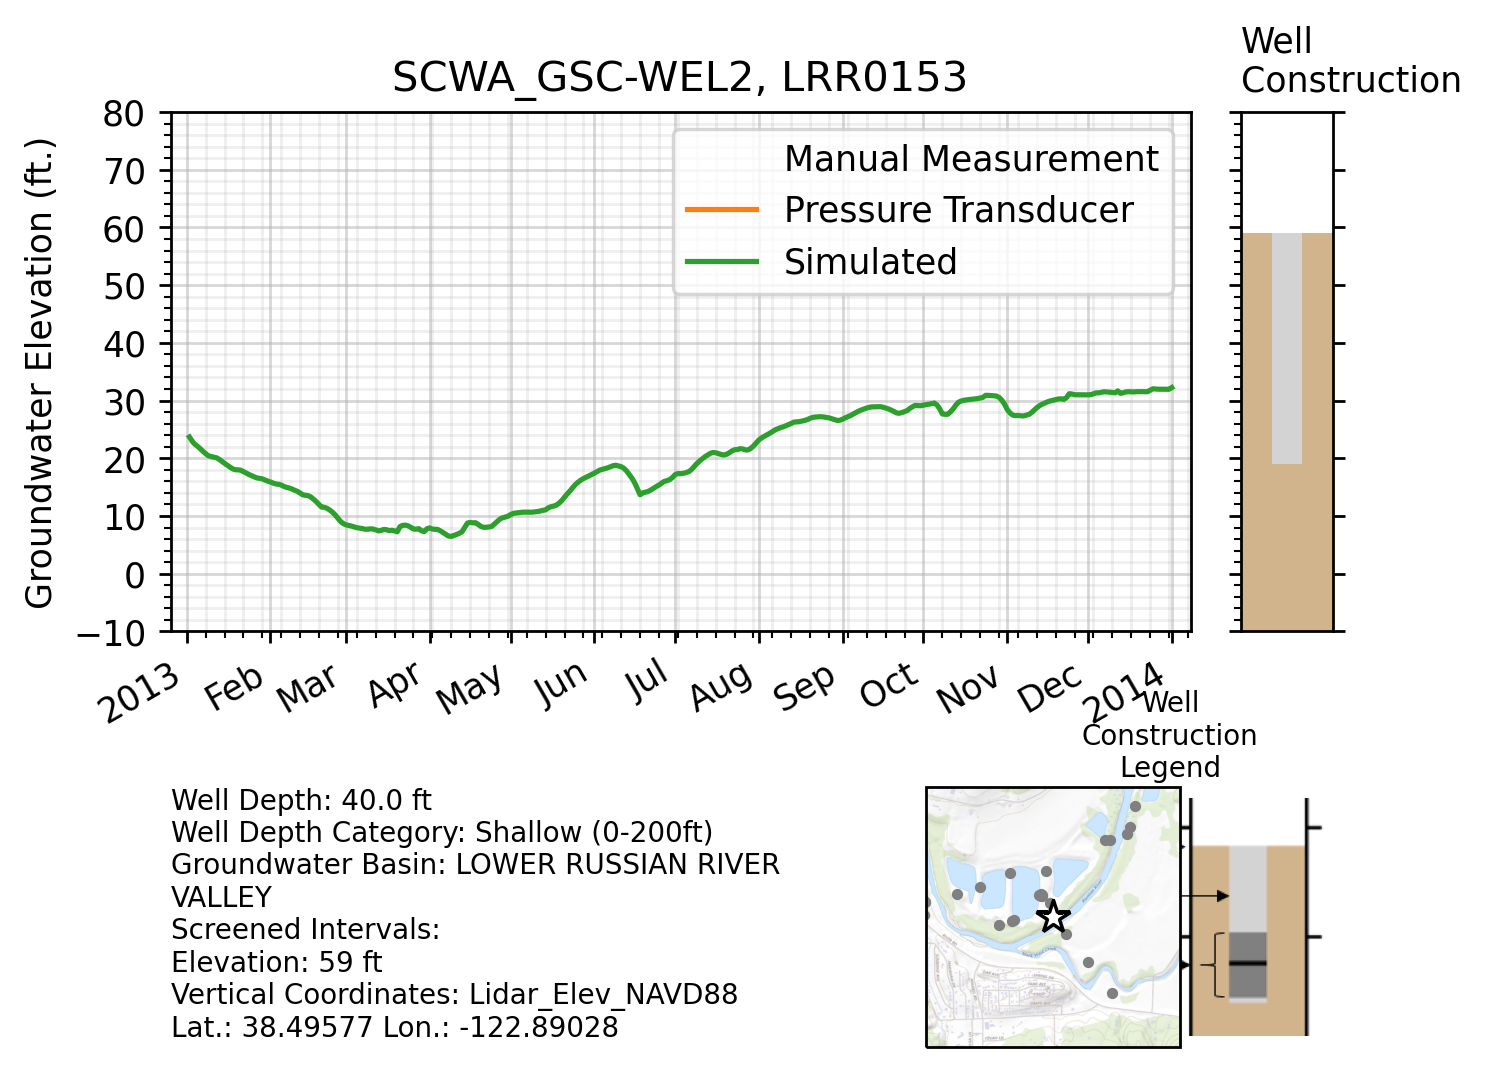 Well
Construction
SCWA_GSC-WEL2, LRR0153
Groundwater Elevation (ft.)
80
70
60
50
40
30
20
10
0
−10
Manual Measurement
Pressure Transducer
Simulated
2013
Feb
Mar
Apr
May
Jun
Jul
Aug
Sep
Oct
Nov
Dec
2014
Well
Construction
Legend
Well Depth: 40.0 ft
Well Depth Category: Shallow (0-200ft)
Groundwater Basin: LOWER RUSSIAN RIVER
VALLEY
Screened Intervals:
Elevation: 59 ft
Vertical Coordinates: Lidar_Elev_NAVD88
Lat.: 38.49577 Lon.: -122.89028